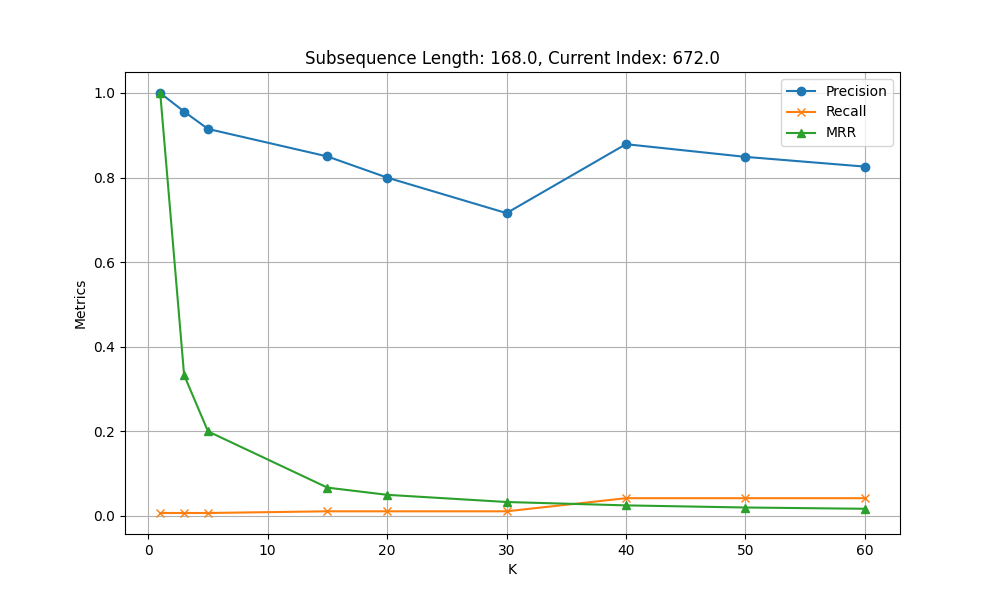 Subsequence Length: 168.0, Current Index: 672.0
Precision
Recall
MRR
1.0
0.8
0.6
0.4
0.2
0.0
Metrics
0 10 20 30 40 50 60
K